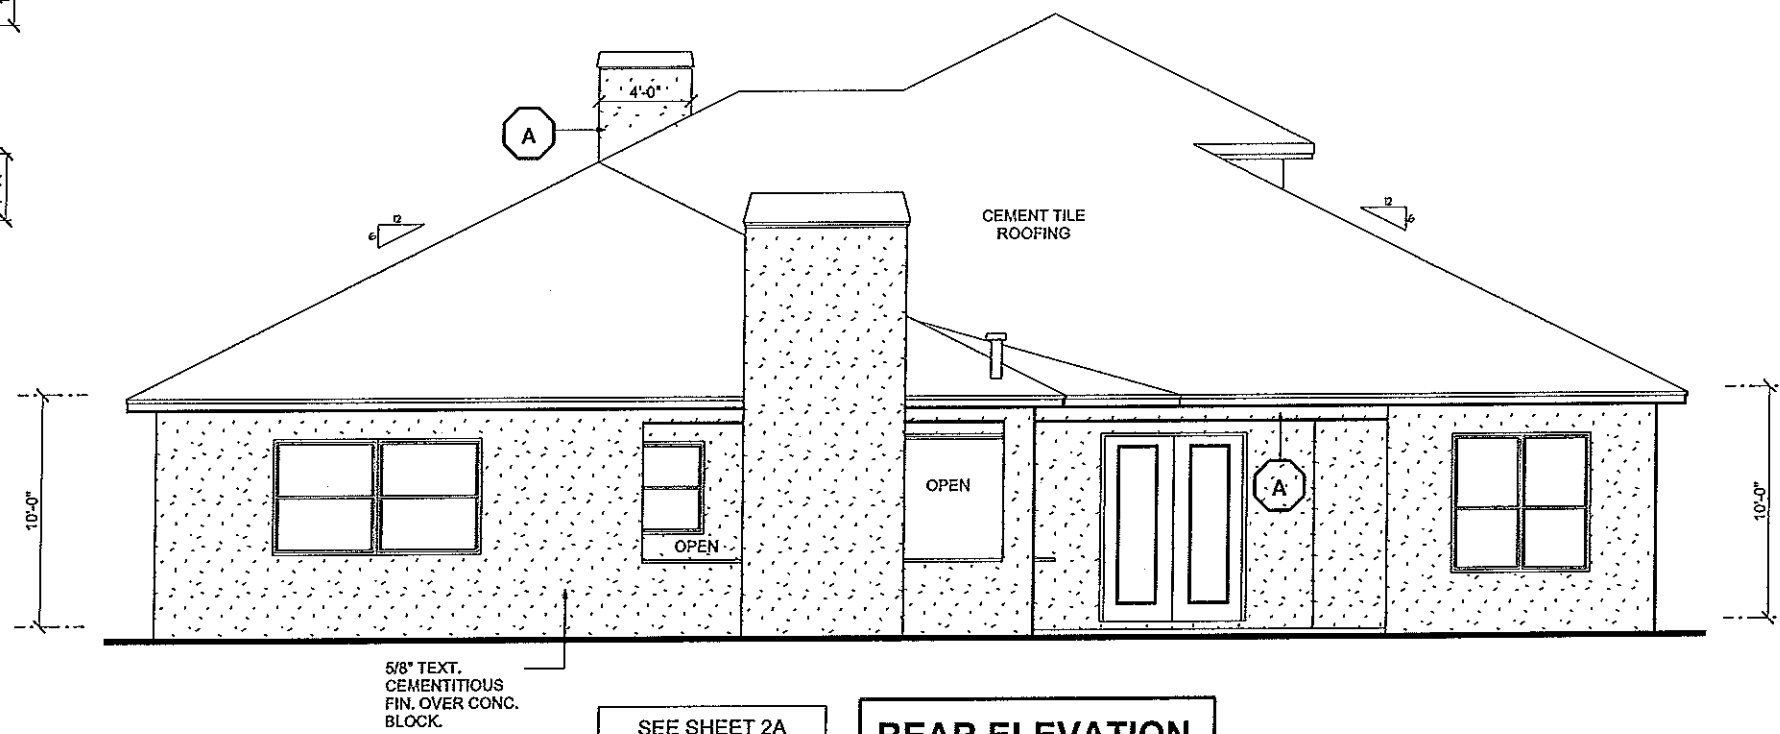 4'-0"
A
12
6
CEMENT TILE
ROOFING
12
6
10'-0"
OPEN
OPEN
A
10'-0"
5/8" TEXT.
CEMENTITIOUS
FIN. OVER CONC.
BLOCK.
SEE SHEET 2A
REAR ELEVATION